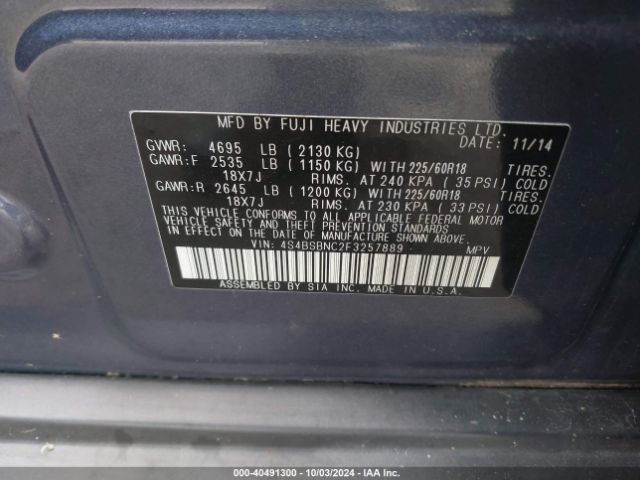 MFD BY FUJI HEAVY INDUSTRIES LTD.
GVWR: 4695 LB (2130 KG) DATE: 11/14
GAWR:F 2535 LB (1150 KG) WITH 225/60R18 TIRES.
18X7J RIMS. AT 240 KPA (35 PSI) COLD
GAWR:R 2645 LB (1200 KG) WITH 225/60R18 TIRES.
18X7J RIMS. AT 230 KPA (33 PSI) COLD
THIS VEHICLE CONFORMS TO ALL APPLICABLE FEDERAL MOTOR
VEHICLE SAFETY AND THEFT PREVENTION STANDARDS IN
EFFECT ON THE DATE OF MANUFACTURE SHOWN ABOVE.
VIN: 4S4BSBNC2F3257889 MPV
ASSEMBLED BY SIA INC. MADE IN U.S.A.
000-40491300 - 10/03/2024 - IAA Inc.